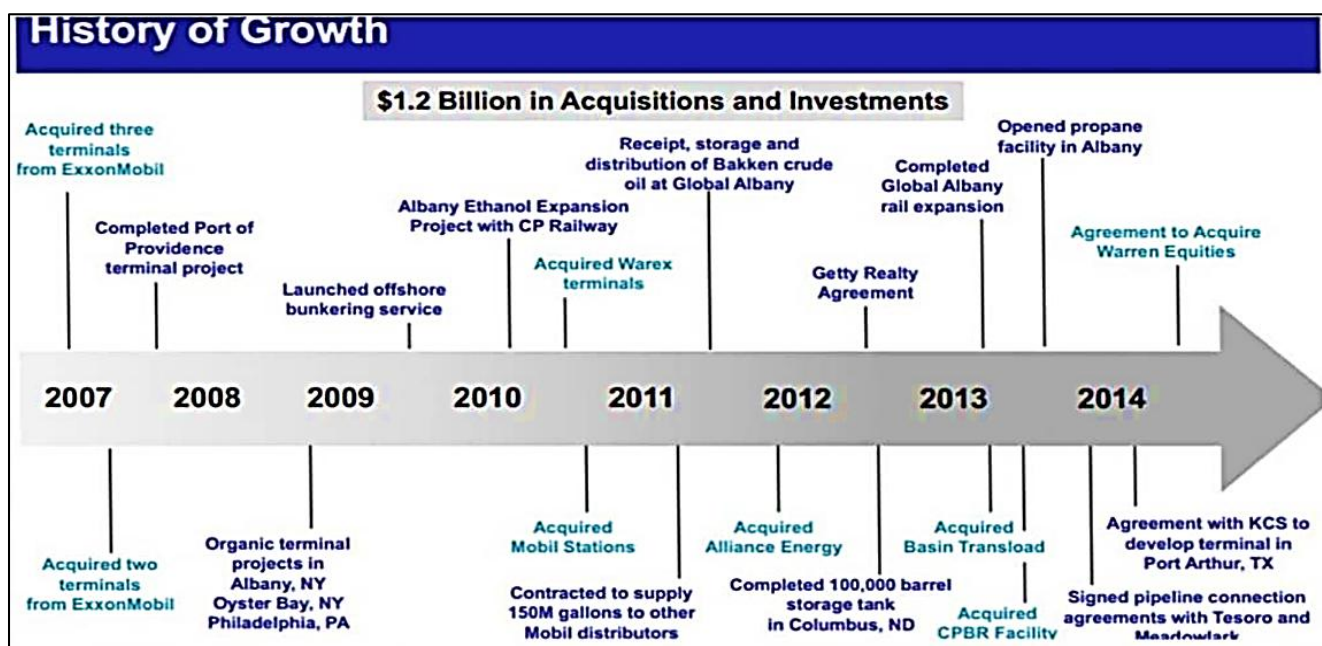 History of Growth
$1.2 Billion in Acquisitions and Investments
Acquired three
terminals
from ExxonMobil
Completed Port of
Providence
terminal project
Launched offshore
bunkering service
Albany Ethanol Expansion
Project with CP Railway
Acquired Warex
terminals
Receipt, storage and
distribution of Bakken crude
oil at Global Albany
Getty Realty
Agreement
Completed
Global Albany
rail expansion
Opened propane
facility in Albany
Agreement to Acquire
Warren Equities
2007 2008 2009 2010 2011 2012 2013 2014
Acquired two
terminals
from ExxonMobil
Organic terminal
projects in
Albany, NY
Oyster Bay, NY
Philadelphia, PA
Acquired
Mobil Stations
Contracted to supply
150M gallons to other
Mobil distributors
Acquired
Alliance Energy
Completed 100,000 barrel
storage tank
in Columbus, ND
Acquired
Basin Transload
Acquired
CPBR Facility
Signed pipeline connection
agreements with Tesoro and
Meadowlark
Agreement with KCS to
develop terminal in
Port Arthur, TX